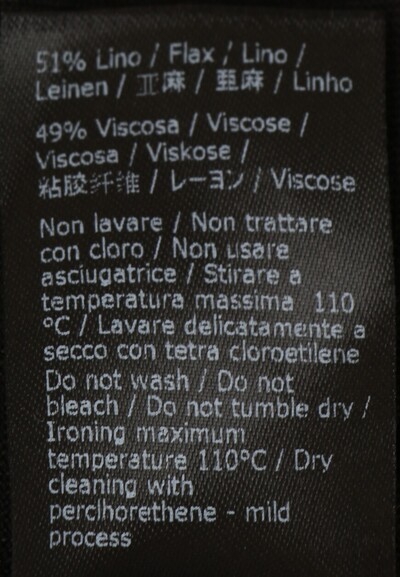 51% Lino / Flax / Lino /
Leinen / 亚麻 / 亜麻 / Linho
49% Viscosa / Viscose /
Viscosa / Viskose /
粘胶纤维 / レーヨン / Viscose
Non lavare / Non trattare
con cloro / Non usare
asciugatrice / Stirare a
temperatura massima 110
°C / Lavare delicatamente a
secco con tetra cloroetilene
Do not wash / Do not
bleach / Do not tumble dry /
Ironing maximum
temperature 110°C / Dry
cleaning with
perclhorethene - mild
process